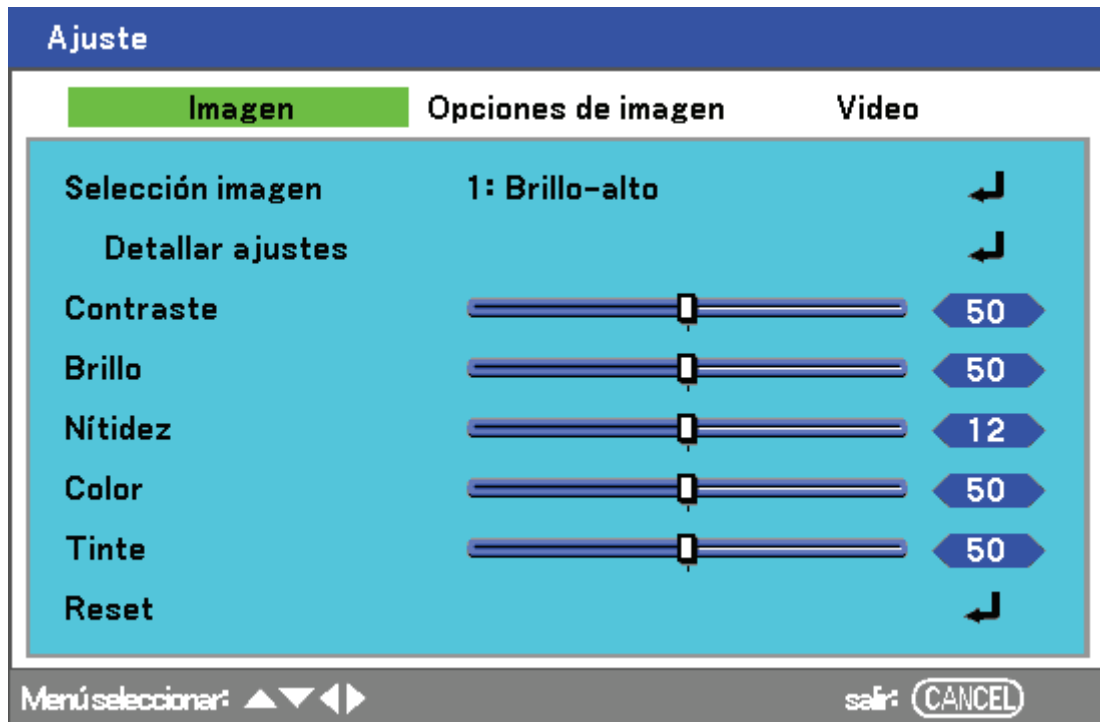 Ajuste
Imagen Opciones de imagen Video
Selección imagen 1: Brillo-alto
Detallar ajustes
Contraste 50
Brillo 50
Nítidez 12
Color 50
Tinte 50
Reset
Menú seleccionar: salir: CANCEL